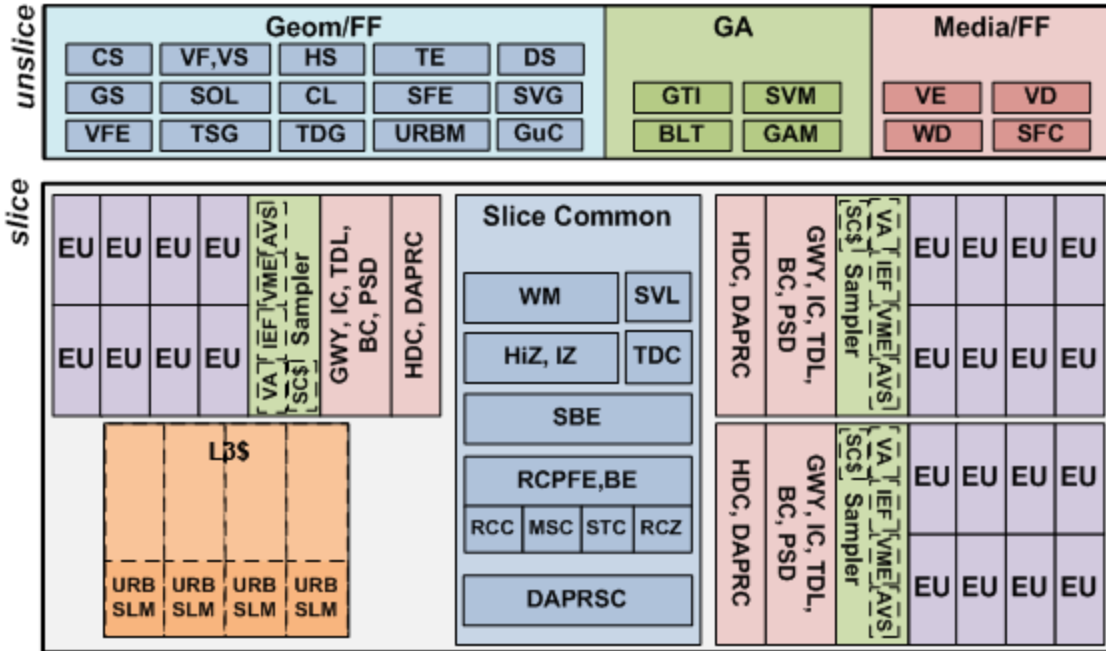 unslice
Geom/FF
CS VF,VS HS TE DS
GS SOL CL SFE SVG
VFE TSG TDG URBM GuC
GA
GTI SVM
BLT GAM
Media/FF
VE VD
WD SFC
slice
EU EU EU EU
EU EU EU EU
VA IEF VME AVS
SC$ Sampler
GWY, IC, TDL,
BC, PSD
HDC, DAPRC
L3$
URB URB URB URB
SLM SLM SLM SLM
Slice Common
WM SVL
HiZ, IZ TDC
SBE
RCPFE,BE
RCC MSC STC RCZ
DAPRSC
HDC, DAPRC
GWY, IC, TDL,
BC, PSD
SC$ Sampler
VA IEF VME AVS
EU EU EU EU
EU EU EU EU
HDC, DAPRC
GWY, IC, TDL,
BC, PSD
SC$ Sampler
VA IEF VME AVS
EU EU EU EU
EU EU EU EU